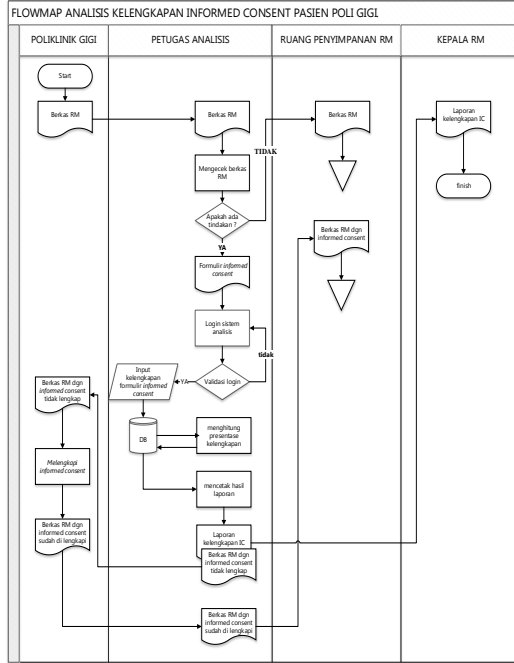 FLOWMAP ANALISIS KELENGKAPAN INFORMED CONSENT PASIEN POLI GIGI
POLIKLINIK GIGI
PETUGAS ANALISIS
RUANG PENYIMPANAN RM
KEPALA RM
Start
Berkas RM
Berkas RM
Berkas RM
Laporan
kelengkapan IC
TIDAK
Mengecek berkas
RM
finish
Apakah ada
tindakan ?
YA
Berkas RM dgn
informed consent
Formulir informed
consent
Login sistem
analisis
tidak
Validasi login
YA
Input
kelengkapan
formulir informed
consent
Berkas RM dgn
informed consent
tidak lengkap
DB
menghitung
presentase
kelengkapan
Melengkapi
informed consent
mencetak hasil
laporan
Berkas RM dgn
informed consent
sudah di lengkapi
Laporan
kelengkapan IC
Berkas RM dgn
informed consent
tidak lengkap
Berkas RM dgn
informed consent
sudah di lengkapi